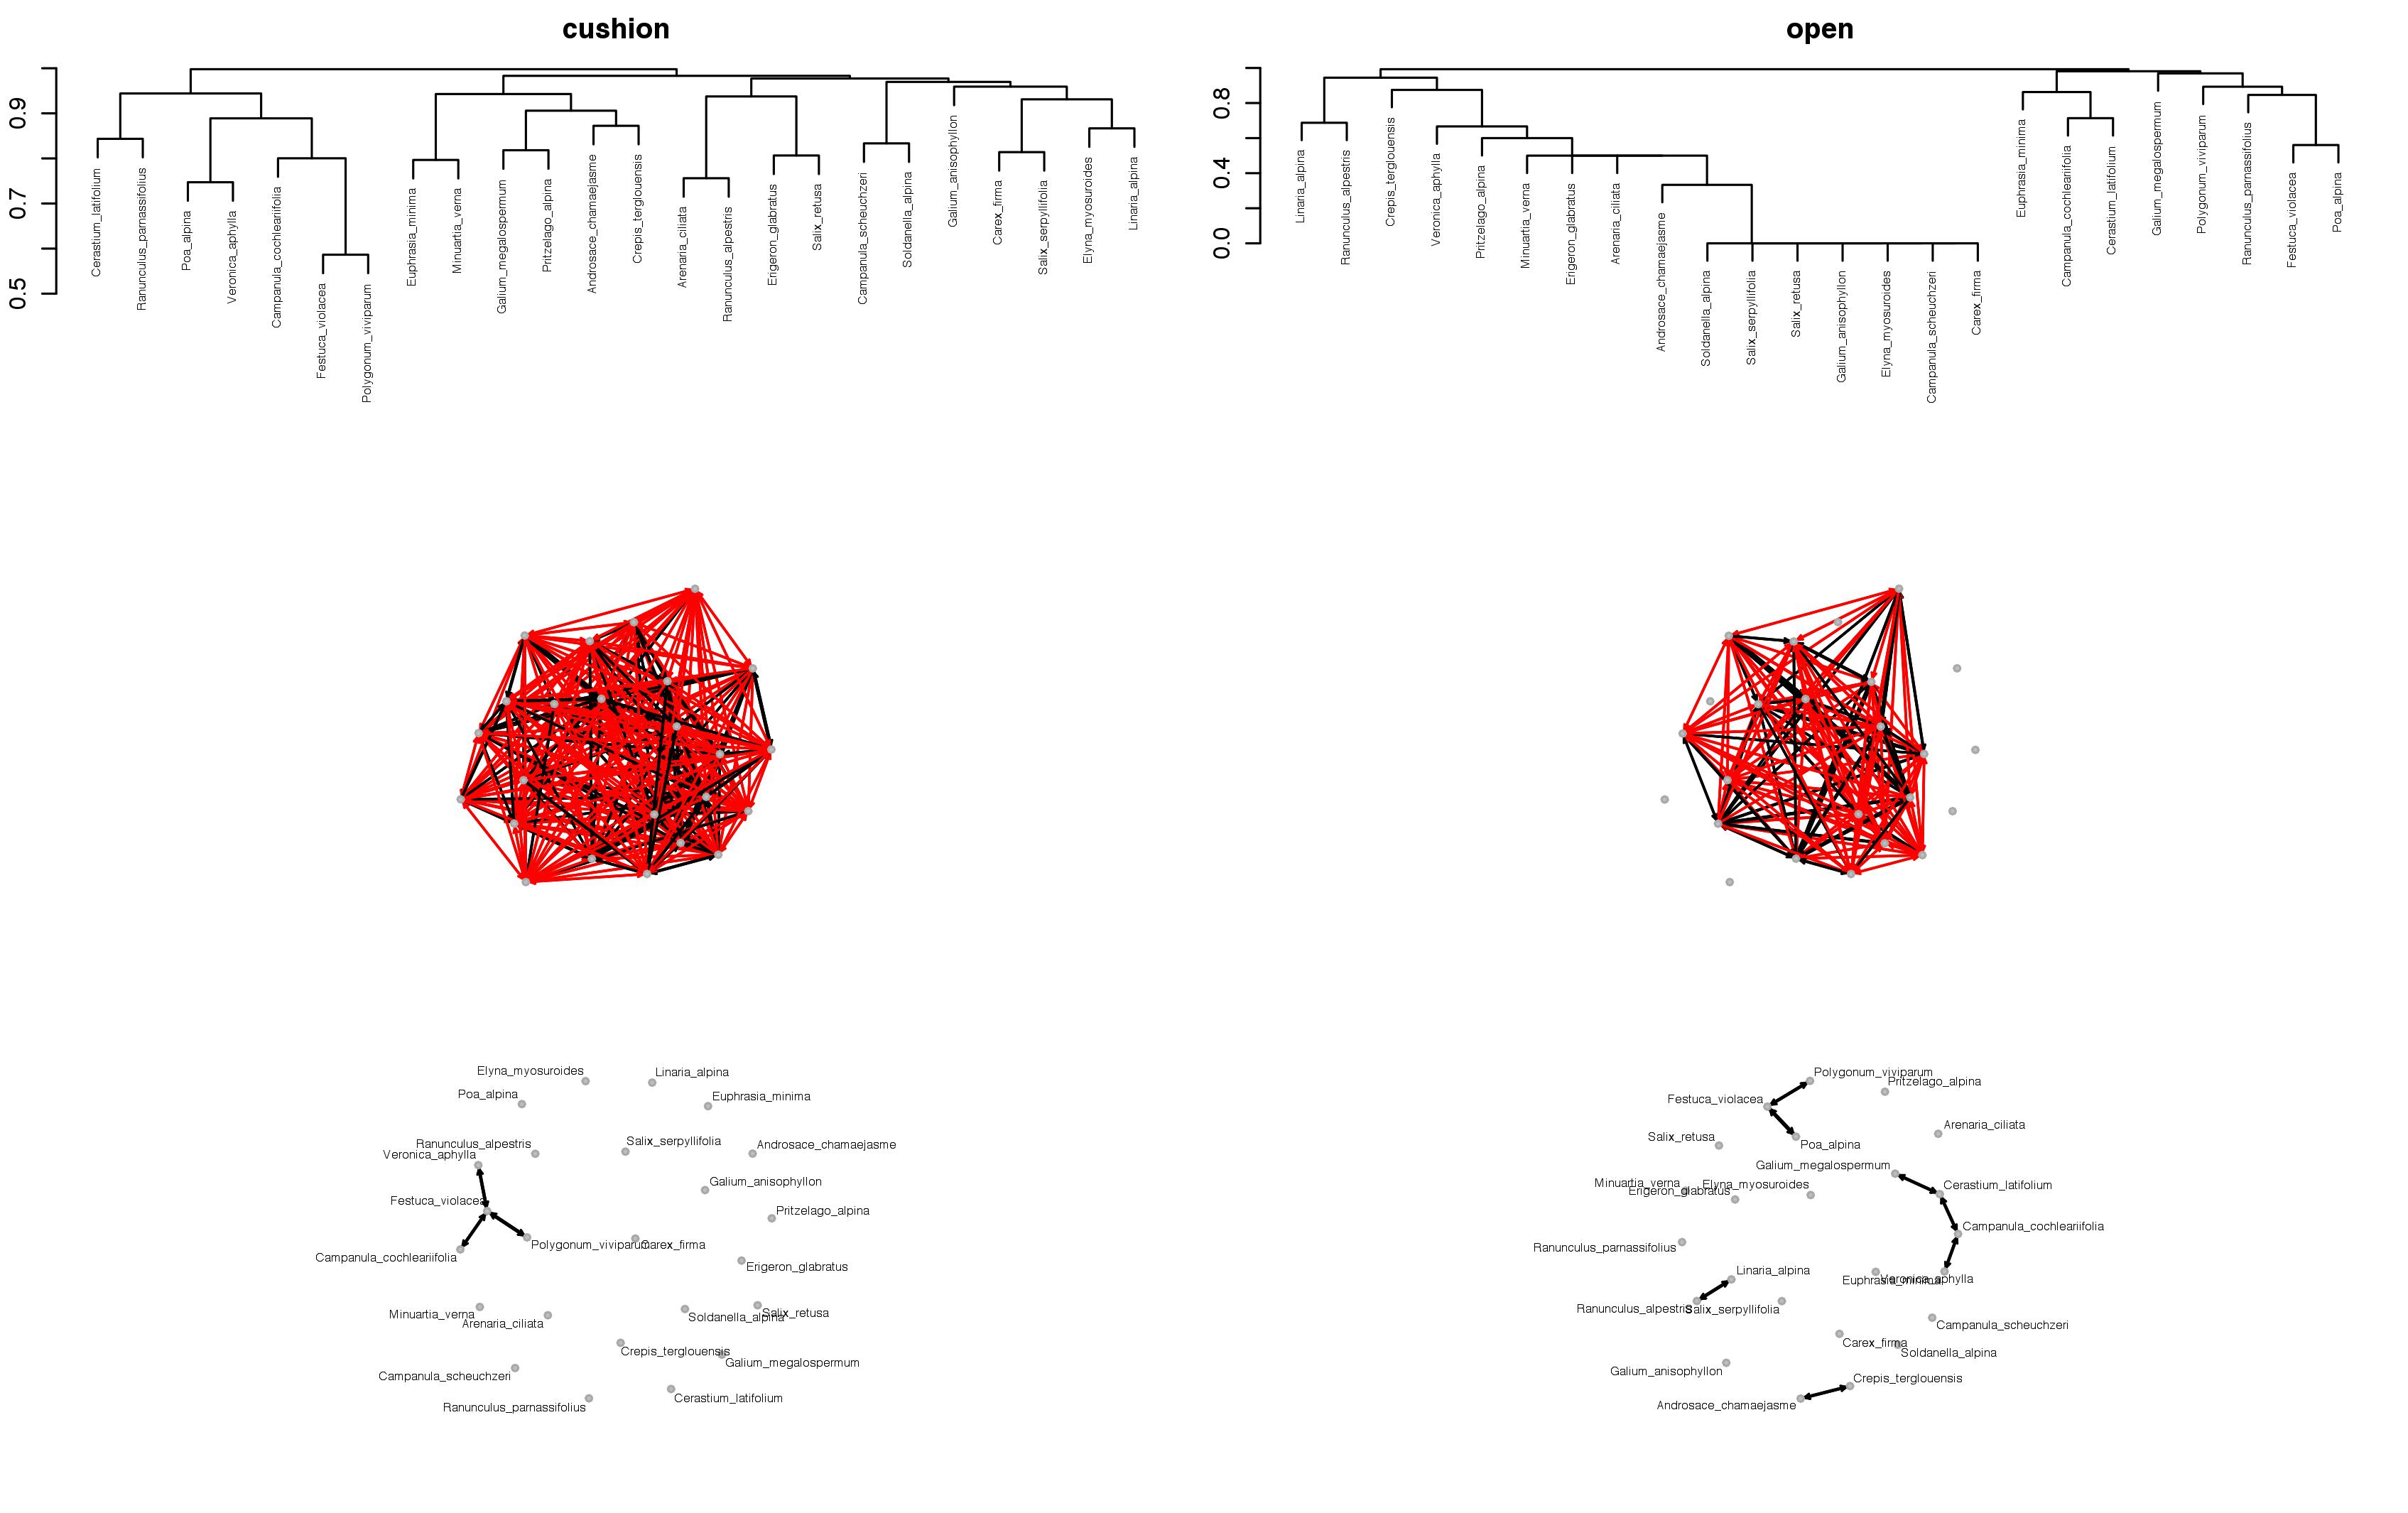 cushion
0.9
0.7
0.5
Cerastium_latifolium
Ranunculus_parnassifolius
Poa_alpina
Veronica_aphylla
Campanula_cochleariifolia
Festuca_violacea
Polygonum_viviparum
Euphrasia_minima
Minuartia_verna
Galium_megalospermum
Pritzelago_alpina
Androsace_chamaejasme
Crepis_terglouensis
Arenaria_ciliata
Ranunculus_alpestris
Erigeron_glabratus
Salix_retusa
Campanula_scheuchzeri
Soldanella_alpina
Galium_anisophyllon
Carex_firma
Salix_serpyllifolia
Elyna_myosuroides
Linaria_alpina
open
0.8
0.4
0.0
Linaria_alpina
Ranunculus_alpestris
Crepis_terglouensis
Veronica_aphylla
Pritzelago_alpina
Minuartia_verna
Erigeron_glabratus
Arenaria_ciliata
Androsace_chamaejasme
Soldanella_alpina
Salix_serpyllifolia
Salix_retusa
Galium_anisophyllon
Elyna_myosuroides
Campanula_scheuchzeri
Carex_firma
Euphrasia_minima
Campanula_cochleariifolia
Cerastium_latifolium
Galium_megalospermum
Polygonum_viviparum
Ranunculus_parnassifolius
Festuca_violacea
Poa_alpina
Elyna_myosuroides
Linaria_alpina
Poa_alpina
Euphrasia_minima
Ranunculus_alpestris
Salix_serpyllifolia
Androsace_chamaejasme
Veronica_aphylla
Galium_anisophyllon
Festuca_violacea
Pritzelago_alpina
Polygonum_viviparum
Carex_firma
Campanula_cochleariifolia
Erigeron_glabratus
Minuartia_verna
Arenaria_ciliata
Soldanella_alpina
Salix_retusa
Crepis_terglouensis
Galium_megalospermum
Campanula_scheuchzeri
Cerastium_latifolium
Ranunculus_parnassifolius
Polygonum_viviparum
Pritzelago_alpina
Festuca_violacea
Arenaria_ciliata
Salix_retusa
Poa_alpina
Galium_megalospermum
Minuartia_verna
Elyna_myosuroides
Erigeron_glabratus
Cerastium_latifolium
Campanula_cochleariifolia
Ranunculus_parnassifolius
Linaria_alpina
Euphrasia_minima
Veronica_aphylla
Ranunculus_alpestris
Salix_serpyllifolia
Campanula_scheuchzeri
Carex_firma
Soldanella_alpina
Galium_anisophyllon
Crepis_terglouensis
Androsace_chamaejasme